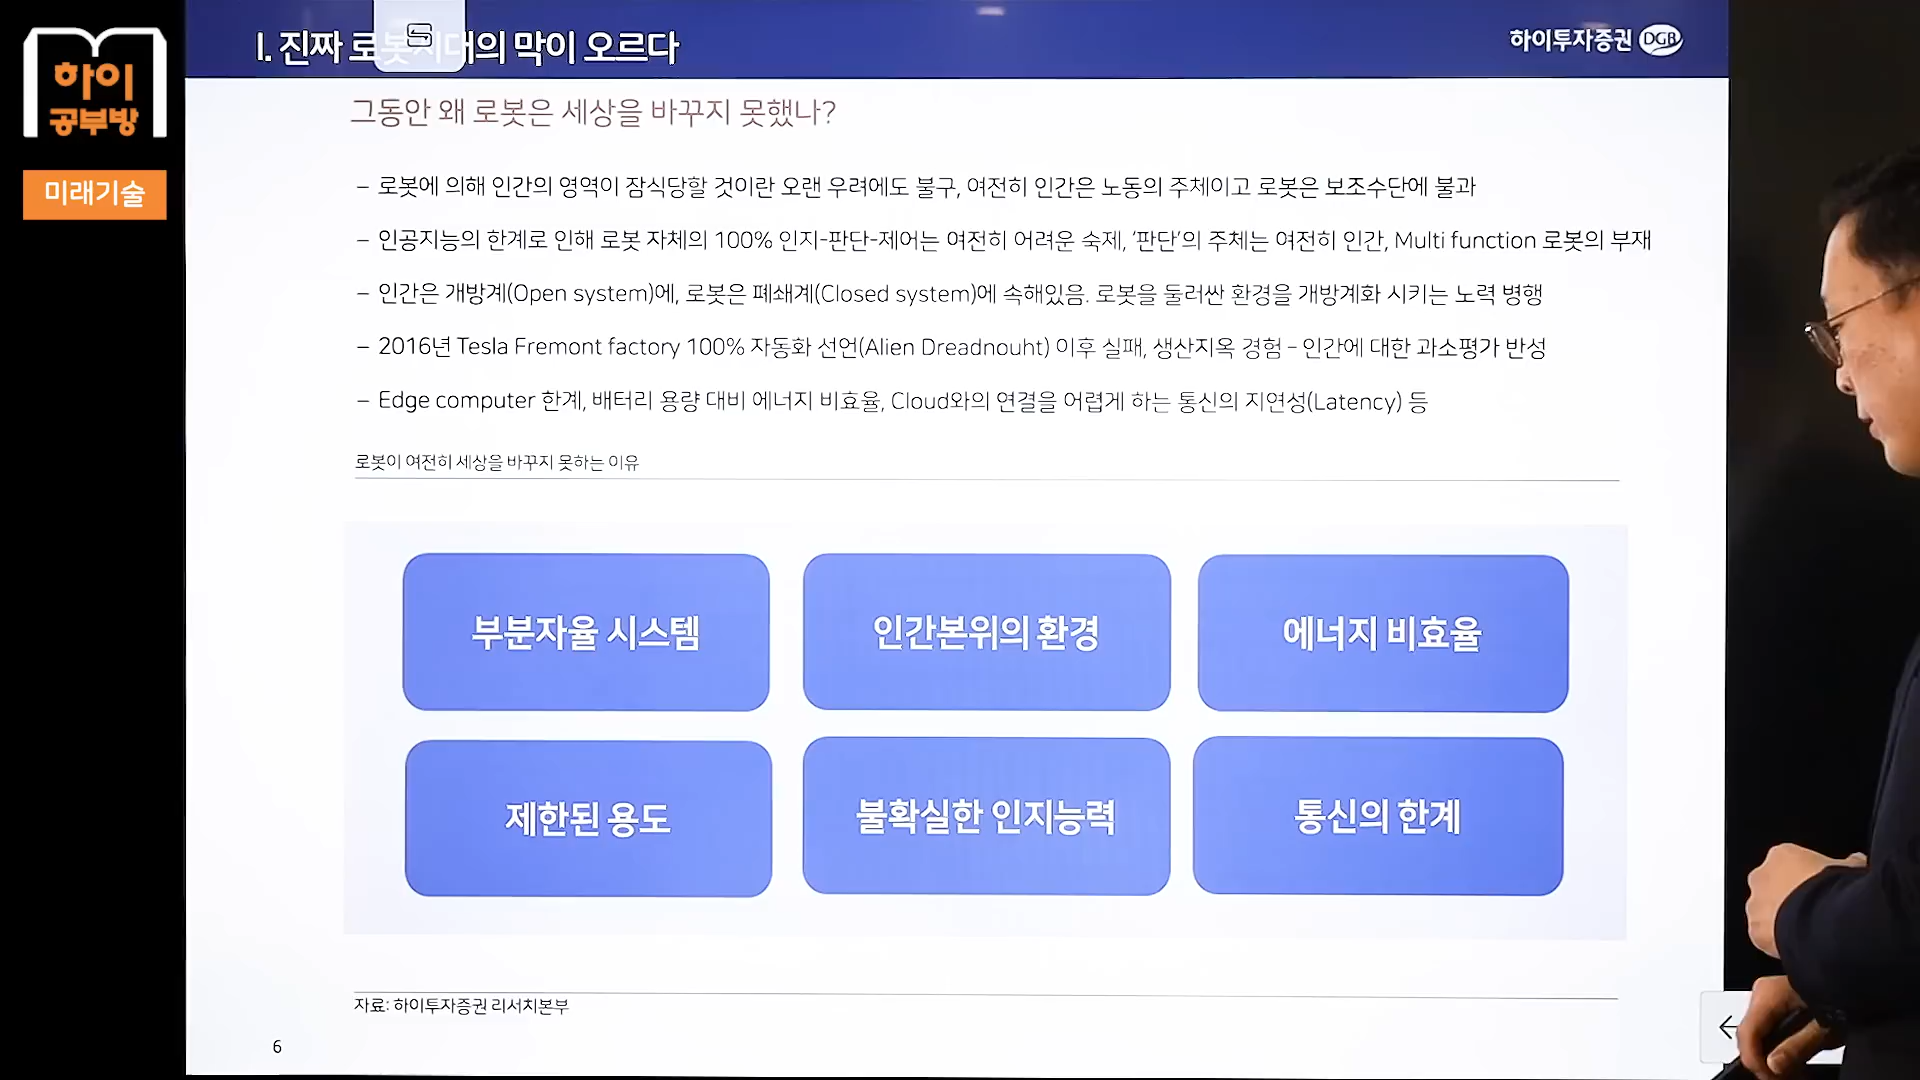 하이
공부방
미래기술
I. 진짜 로봇시대의 막이 오르다
하이투자증권 DGB
그동안 왜 로봇은 세상을 바꾸지 못했나?
– 로봇에 의해 인간의 영역이 잠식당할 것이란 오랜 우려에도 불구, 여전히 인간은 노동의 주체이고 로봇은 보조수단에 불과
– 인공지능의 한계로 인해 로봇 자체의 100% 인지-판단-제어는 여전히 어려운 숙제, '판단'의 주체는 여전히 인간, Multi function 로봇의 부재
– 인간은 개방계(Open system)에, 로봇은 폐쇄계(Closed system)에 속해있음. 로봇을 둘러싼 환경을 개방계화 시키는 노력 병행
– 2016년 Tesla Fremont factory 100% 자동화 선언(Alien Dreadnouht) 이후 실패, 생산지옥 경험 – 인간에 대한 과소평가 반성
– Edge computer 한계, 배터리 용량 대비 에너지 비효율, Cloud와의 연결을 어렵게 하는 통신의 지연성(Latency) 등
로봇이 여전히 세상을 바꾸지 못하는 이유
부분자율 시스템
인간본위의 환경
에너지 비효율
제한된 용도
불확실한 인지능력
통신의 한계
자료: 하이투자증권 리서치본부
6